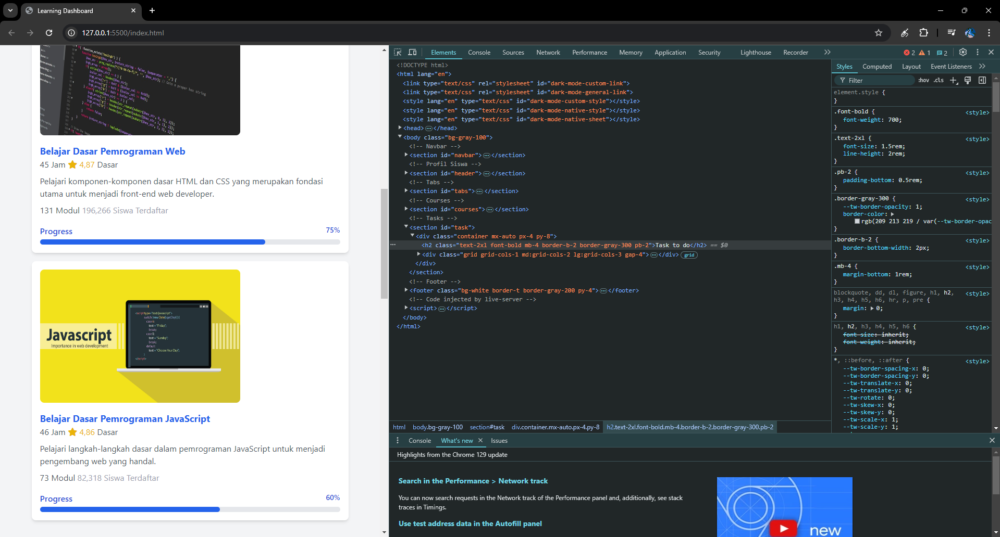 Learning Dashboard
127.0.0.1:5500/index.html
Belajar Dasar Pemrograman Web
45 Jam 4,87 Dasar
Pelajari komponen-komponen dasar HTML dan CSS yang merupakan fondasi
utama untuk menjadi front-end web developer.
131 Modul 196,266 Siswa Terdaftar
Progress 75%
Javascript
Importance in web development
Belajar Dasar Pemrograman JavaScript
46 Jam 4,86 Dasar
Pelajari langkah-langkah dasar dalam pemrograman JavaScript untuk menjadi
pengembang web yang handal.
73 Modul 82,318 Siswa Terdaftar
Progress 60%
Elements Console Sources Network Performance Memory Application Security Lighthouse Recorder 2 1 2
<!DOCTYPE html>
<html lang="en">
<link type="text/css" rel="stylesheet" id="dark-mode-custom-link">
<link type="text/css" rel="stylesheet" id="dark-mode-general-link">
<style lang="en" type="text/css" id="dark-mode-custom-style"></style>
<style lang="en" type="text/css" id="dark-mode-native-style"></style>
<style lang="en" type="text/css" id="dark-mode-native-sheet"></style>
<head>…</head>
<body class="bg-gray-100">
<!-- Navbar -->
<section id="navbar">…</section>
<!-- Profil Siswa -->
<section id="header">…</section>
<!-- Tabs -->
<section id="tabs">…</section>
<!-- Courses -->
<section id="courses">…</section>
<!-- Tasks -->
<section id="task">
<div class="container mx-auto px-4 py-8">
<h2 class="text-2xl font-bold mb-4 border-b-2 border-gray-300 pb-2">Task to do</h2> == $0
<div class="grid grid-cols-1 md:grid-cols-2 lg:grid-cols-3 gap-4">…</div> grid
</div>
</section>
<!-- Footer -->
<footer class="bg-white border-t border-gray-200 py-4">…</footer>
<!-- Code injected by live-server -->
<script>…</script>
</body>
</html>
html body.bg-gray-100 section#task div.container.mx-auto.px-4.py-8 h2.text-2xl.font-bold.mb-4.border-b-2.border-gray-300.pb-2
Styles Computed Layout Event Listeners
Filter :hov .cls
element.style {
}
.font-bold { <style>
font-weight: 700;
}
.text-2xl { <style>
font-size: 1.5rem;
line-height: 2rem;
}
.pb-2 { <style>
padding-bottom: 0.5rem;
}
.border-gray-300 { <style>
--tw-border-opacity: 1;
border-color:
rgb(209 213 219 / var(--tw-border-opac
}
.border-b-2 { <style>
border-bottom-width: 2px;
}
.mb-4 { <style>
margin-bottom: 1rem;
}
blockquote, dd, dl, figure, h1, h2, <style>
h3, h4, h5, h6, hr, p, pre {
margin: 0;
}
h1, h2, h3, h4, h5, h6 { <style>
font-size: inherit;
font-weight: inherit;
}
*, ::before, ::after { <style>
--tw-border-spacing-x: 0;
--tw-border-spacing-y: 0;
--tw-translate-x: 0;
--tw-translate-y: 0;
--tw-rotate: 0;
--tw-skew-x: 0;
--tw-skew-y: 0;
--tw-scale-x: 1;
--tw-scale-y: 1;
Console What's new Issues
Highlights from the Chrome 129 update
Search in the Performance > Network track
You can now search requests in the Network track of the Performance panel and, additionally, see stack
traces in Timings.
Use test address data in the Autofill panel
new